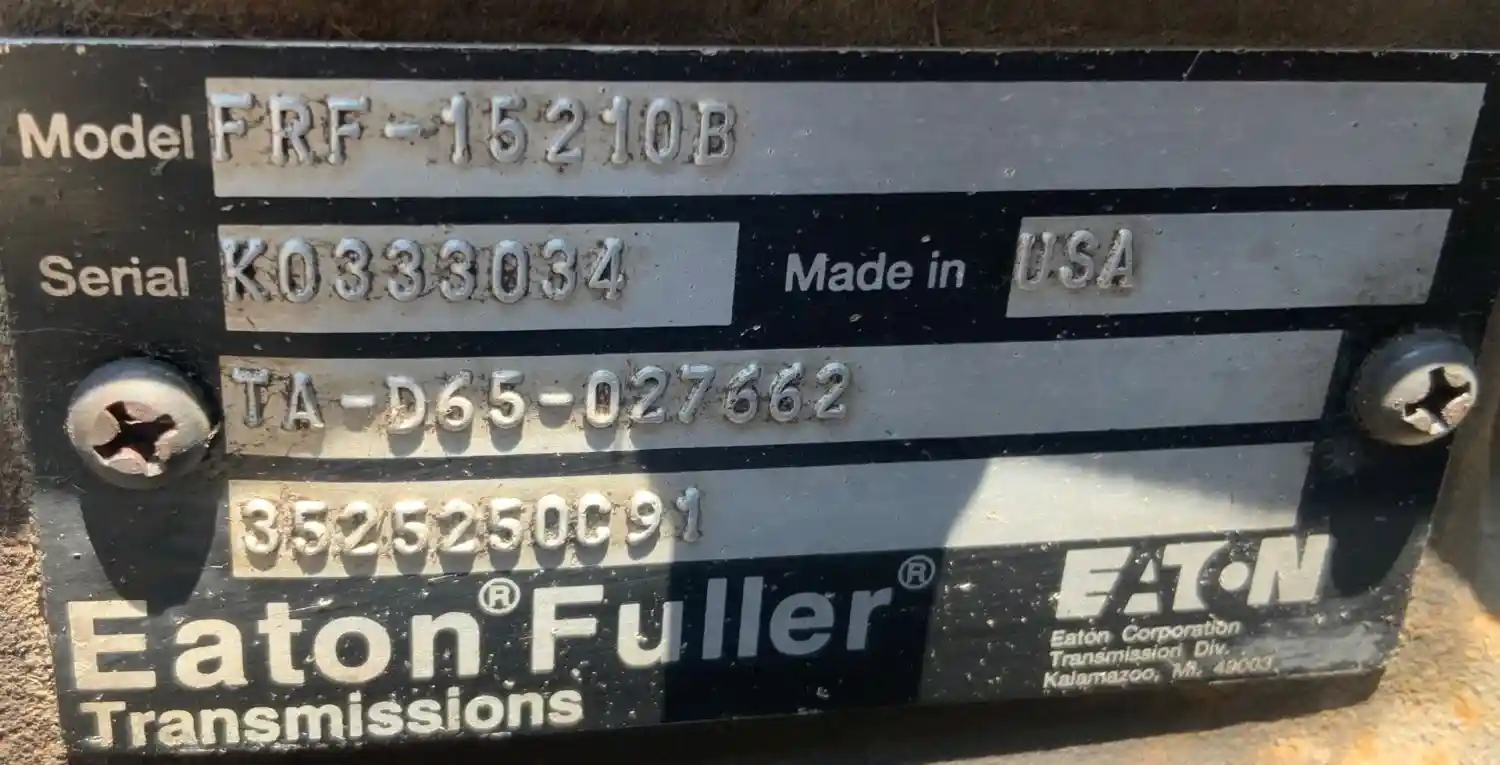 Model FRF-15210B
Serial K0333034 Made in USA
TA-D65-027662
3525250C91
Eaton® Fuller®
Transmissions
EATON
Eaton Corporation
Transmission Div.
Kalamazoo, MI. 49003